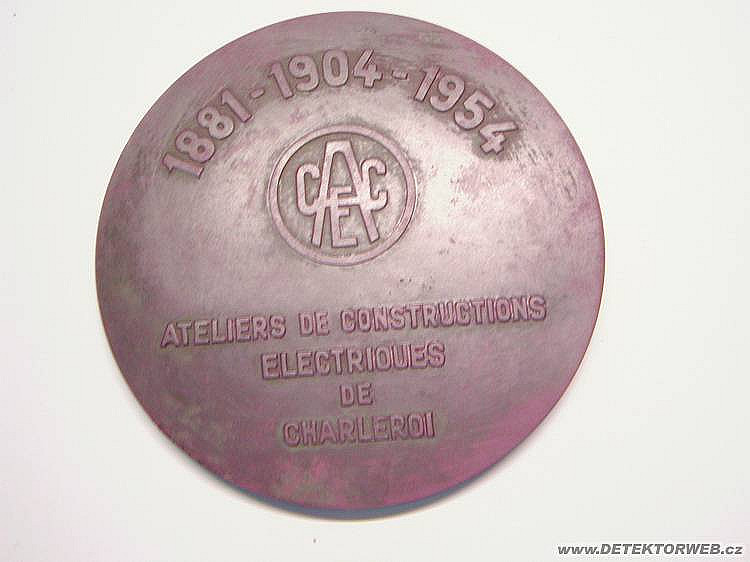 1881-1904-1954
ACEC
ATELIERS DE CONSTRUCTIONS
ELECTRIQUES
DE
CHARLEROI
www.DETEKTORWEB.cz